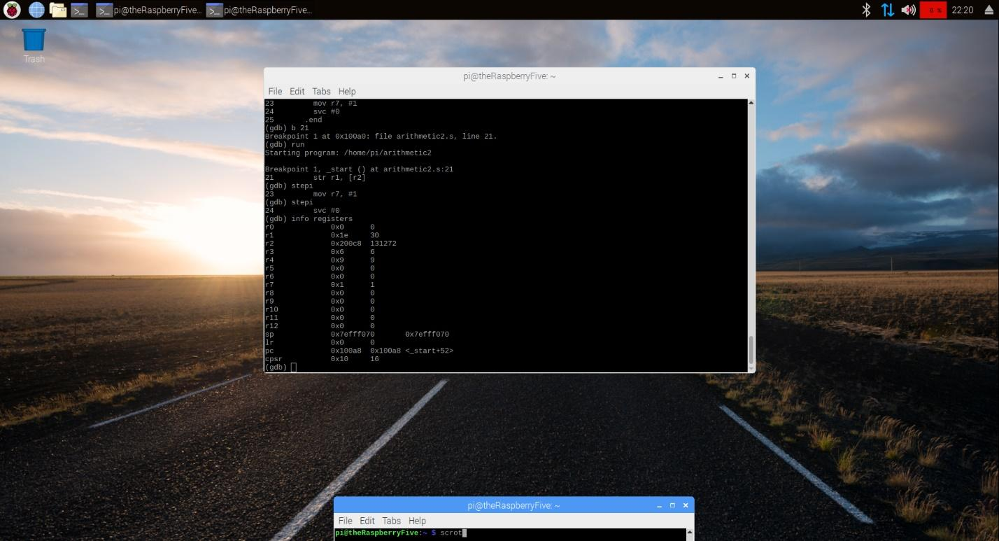 pi@theRaspberryFive... pi@theRaspberryFive... 6 % 22:20
Trash
pi@theRaspberryFive: ~
File Edit Tabs Help
23 mov r7, #1
24 svc #0
25 .end
(gdb) b 21
Breakpoint 1 at 0x100a0: file arithmetic2.s, line 21.
(gdb) run
Starting program: /home/pi/arithmetic2
Breakpoint 1, _start () at arithmetic2.s:21
21 str r1, [r2]
(gdb) stepi
23 mov r7, #1
(gdb) stepi
24 svc #0
(gdb) info registers
r0 0x0 0
r1 0x1e 30
r2 0x200c8 131272
r3 0x6 6
r4 0x9 9
r5 0x0 0
r6 0x0 0
r7 0x1 1
r8 0x0 0
r9 0x0 0
r10 0x0 0
r11 0x0 0
r12 0x0 0
sp 0x7efff070 0x7efff070
lr 0x0 0
pc 0x100a8 0x100a8 <_start+52>
cpsr 0x10 16
(gdb)
pi@theRaspberryFive: ~
File Edit Tabs Help
pi@theRaspberryFive:~ $ scrot